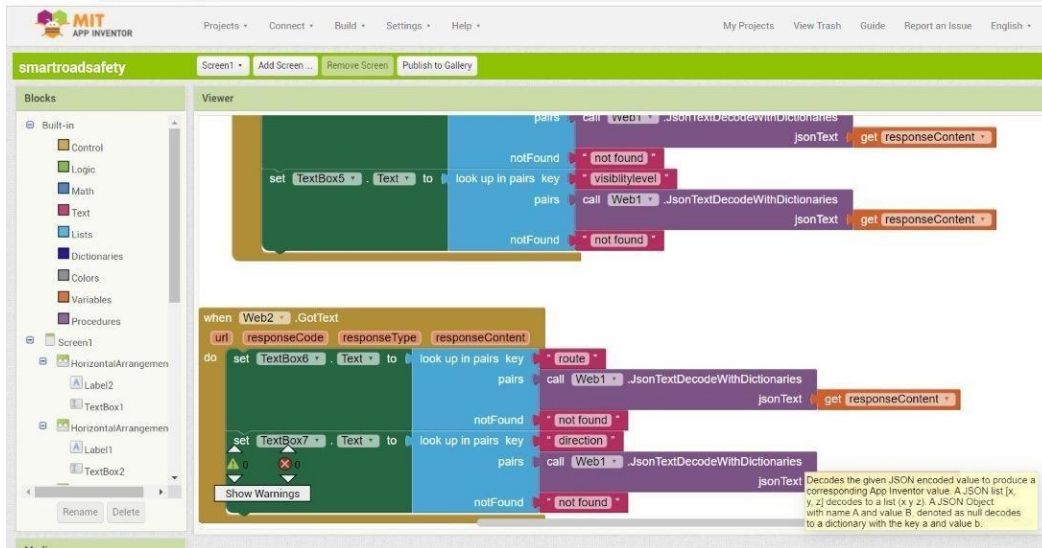 MIT
APP INVENTOR
Projects Connect Build Settings Help My Projects View Trash Guide Report an Issue English
smartroadsafety Screen1 Add Screen ... Remove Screen Publish to Gallery
Blocks Viewer
Built-in
Control
Logic
Math
Text
Lists
Dictionaries
Colors
Variables
Procedures
Screen1
HorizontalArrangemen
Label2
TextBox1
HorizontalArrangemen
Label1
TextBox2
Rename Delete
pairs call Web1 .JsonTextDecodeWithDictionaries
jsonText get responseContent
notFound " not found "
set TextBox5 . Text to look up in pairs key " visiblitylevel "
pairs call Web1 .JsonTextDecodeWithDictionaries
jsonText get responseContent
notFound " not found "
when Web2 .GotText
url responseCode responseType responseContent
do set TextBox6 . Text to look up in pairs key " route "
pairs call Web1 .JsonTextDecodeWithDictionaries
jsonText get responseContent
notFound " not found "
set TextBox7 . Text to look up in pairs key " direction "
pairs call Web1 .JsonTextDecodeWithDictionaries
jsonText
notFound " not found "
0 0
Show Warnings
Decodes the given JSON encoded value to produce a
corresponding App Inventor value. A JSON list [x,
y, z] decodes to a list (x y z). A JSON Object
with name A and value B, denoted as null decodes
to a dictionary with the key a and value b.